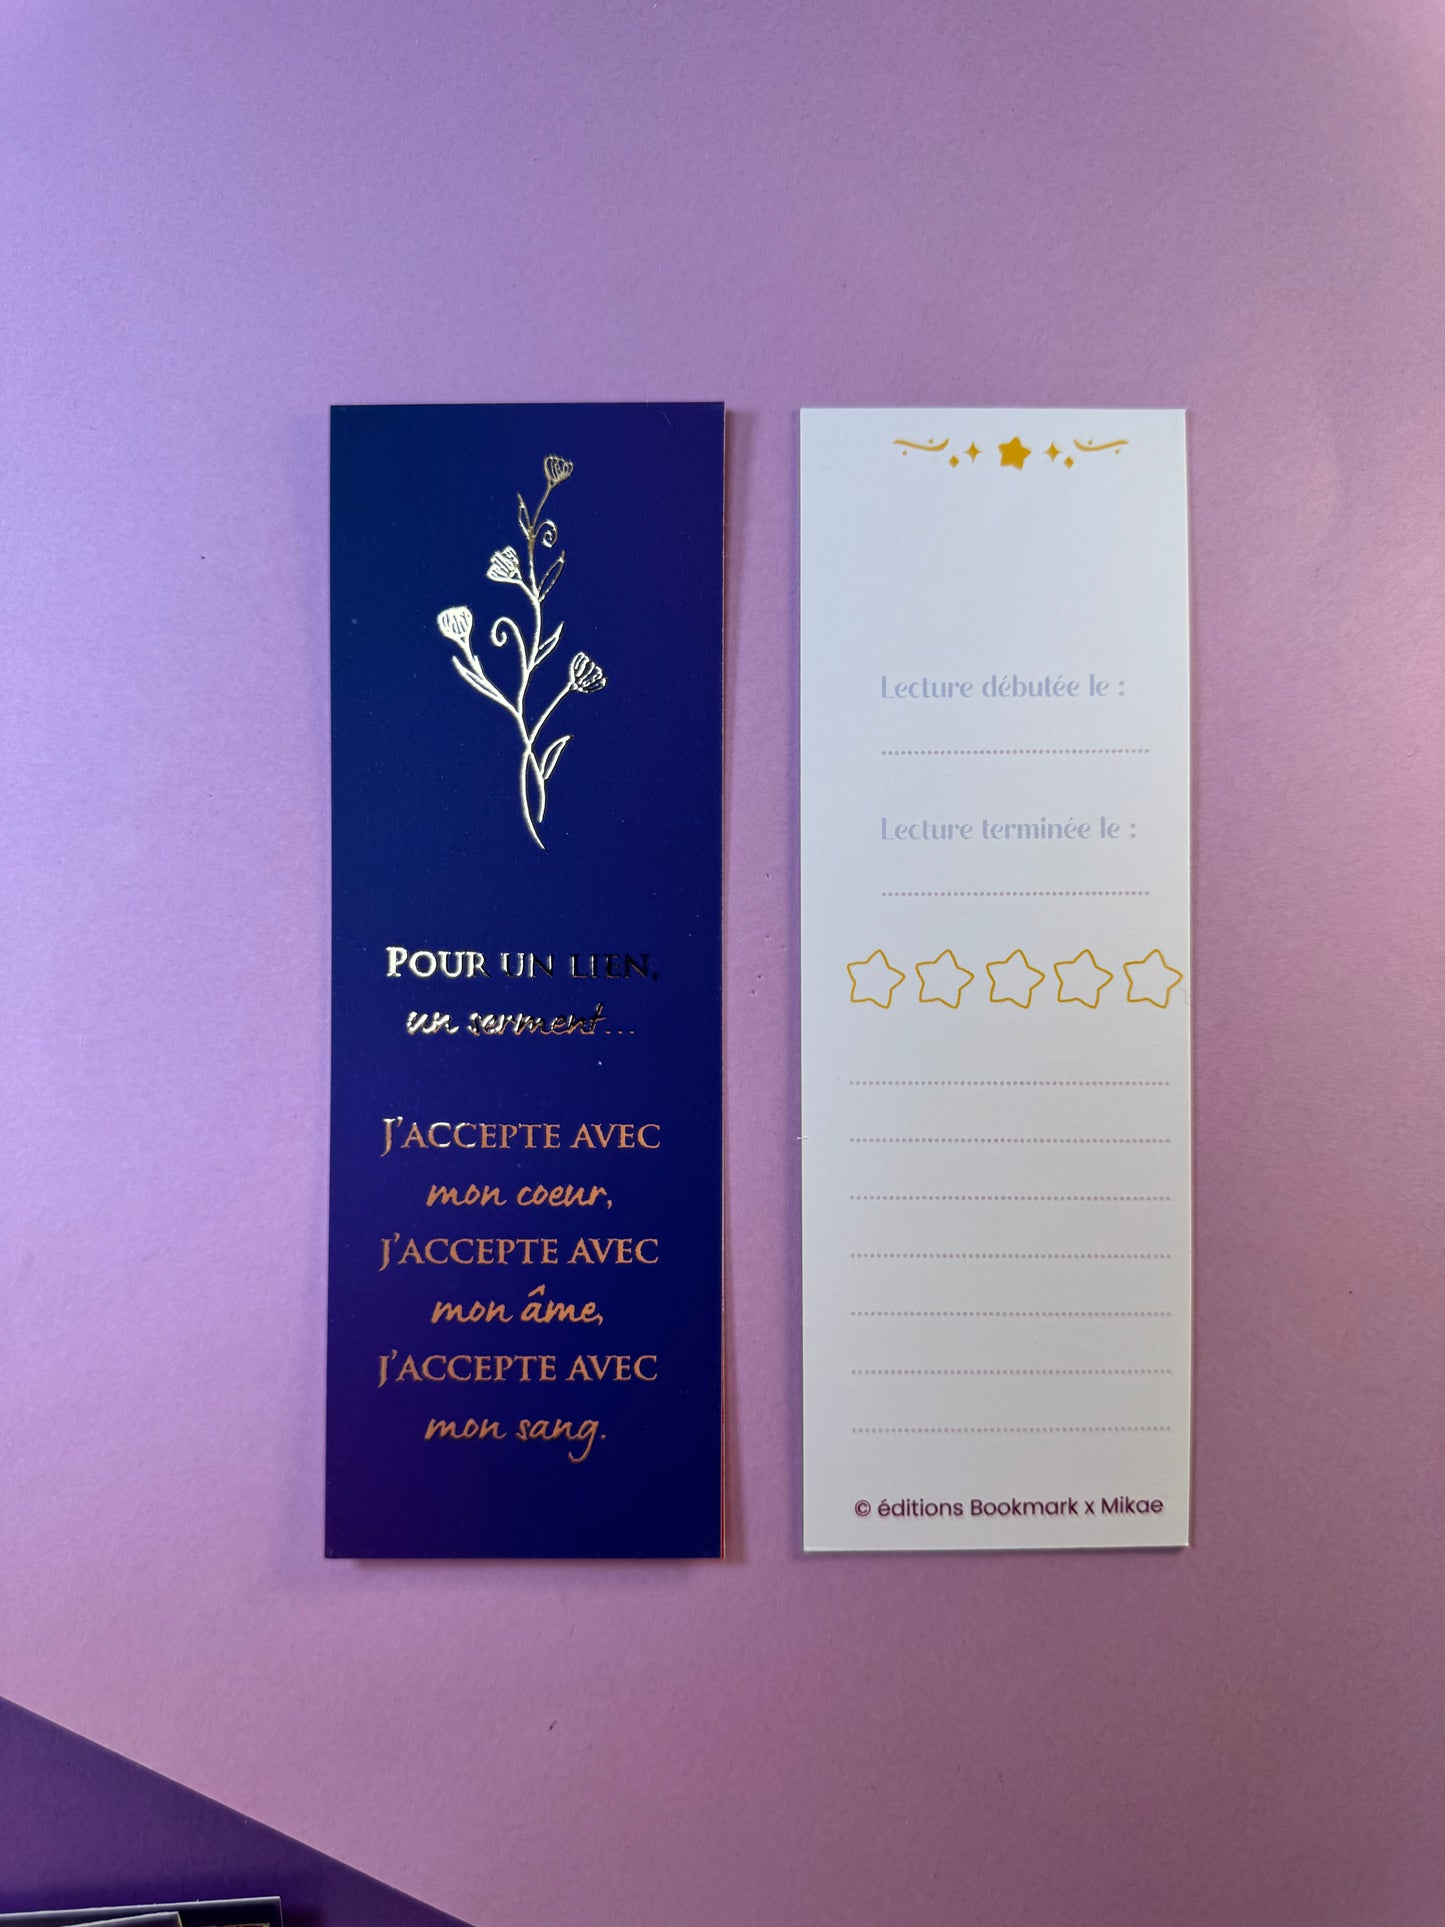 POUR UN LIEN,
un serment...
J'ACCEPTE AVEC
mon coeur,
J'ACCEPTE AVEC
mon âme,
J'ACCEPTE AVEC
mon sang.
Lecture débutée le :
Lecture terminée le :
© éditions Bookmark x Mikae